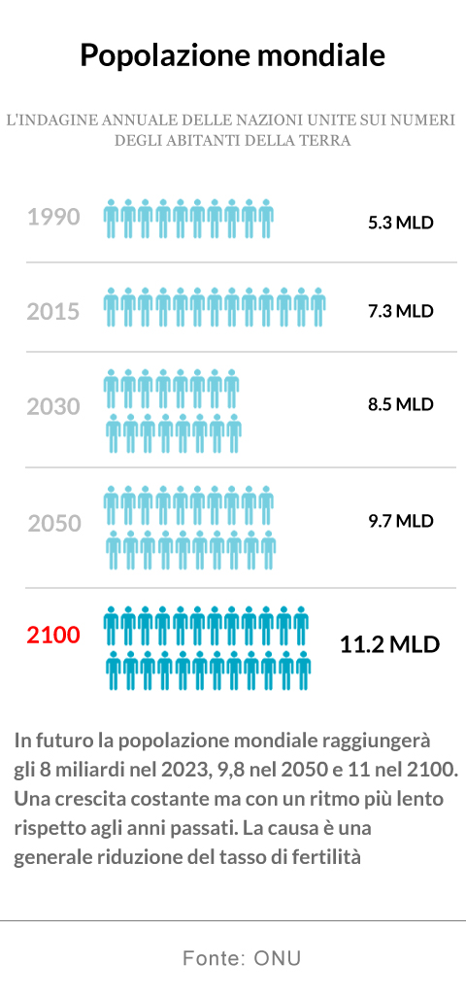 Popolazione mondiale
L'INDAGINE ANNUALE DELLE NAZIONI UNITE SUI NUMERI
DEGLI ABITANTI DELLA TERRA
1990 5.3 MLD
2015 7.3 MLD
2030 8.5 MLD
2050 9.7 MLD
2100 11.2 MLD
In futuro la popolazione mondiale raggiungerà
gli 8 miliardi nel 2023, 9,8 nel 2050 e 11 nel 2100.
Una crescita costante ma con un ritmo più lento
rispetto agli anni passati. La causa è una
generale riduzione del tasso di fertilità
Fonte: ONU